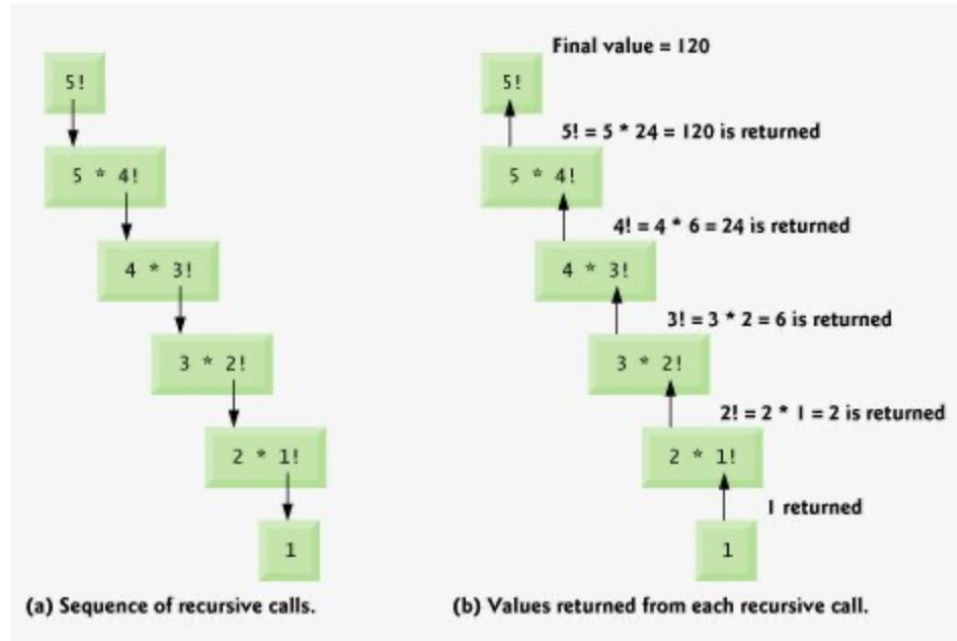 5!
5 * 4!
4 * 3!
3 * 2!
2 * 1!
1
(a) Sequence of recursive calls.
Final value = 120
5!
5! = 5 * 24 = 120 is returned
5 * 4!
4! = 4 * 6 = 24 is returned
4 * 3!
3! = 3 * 2 = 6 is returned
3 * 2!
2! = 2 * 1 = 2 is returned
2 * 1!
1 returned
1
(b) Values returned from each recursive call.